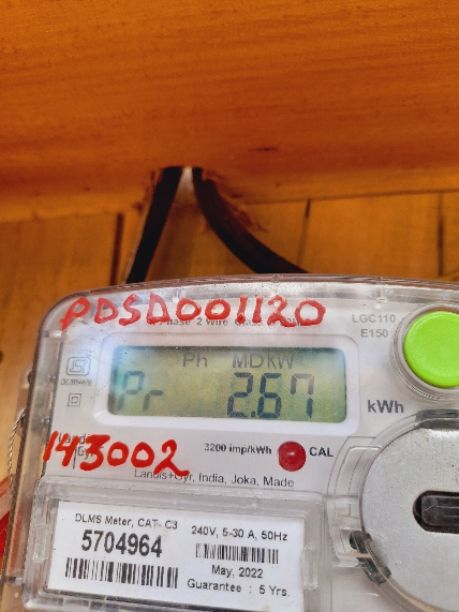 PDSD001120
LGC110
E150
Ph MDKW
Pr 2.67
kWh
143002
3200 imp/kWh CAL
Landis+Gyr, India, Joka, Made
DLMS Meter, CAT- C3
5704964
240V, 5-30 A, 50Hz
May, 2022
Guarantee : 5 Yrs.